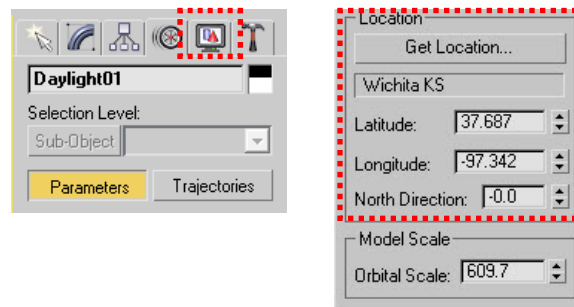 Daylight01
Selection Level:
Sub-Object
Parameters Trajectories
Location
Get Location...
Wichita KS
Latitude: 37.687
Longitude: -97.342
North Direction: -0.0
Model Scale
Orbital Scale: 609.7